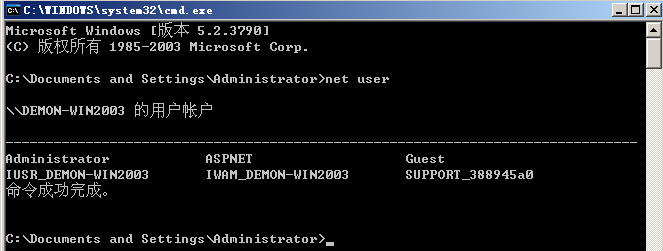 C:\WINDOWS\system32\cmd.exe
Microsoft Windows [版本 5.2.3790]
(C) 版权所有 1985-2003 Microsoft Corp.
C:\Documents and Settings\Administrator>net user
\\DEMON-WIN2003 的用户帐户
-------------------------------------------------------------------------------
Administrator ASPNET Guest
IUSR_DEMON-WIN2003 IWAM_DEMON-WIN2003 SUPPORT_388945a0
命令成功完成。
C:\Documents and Settings\Administrator>_